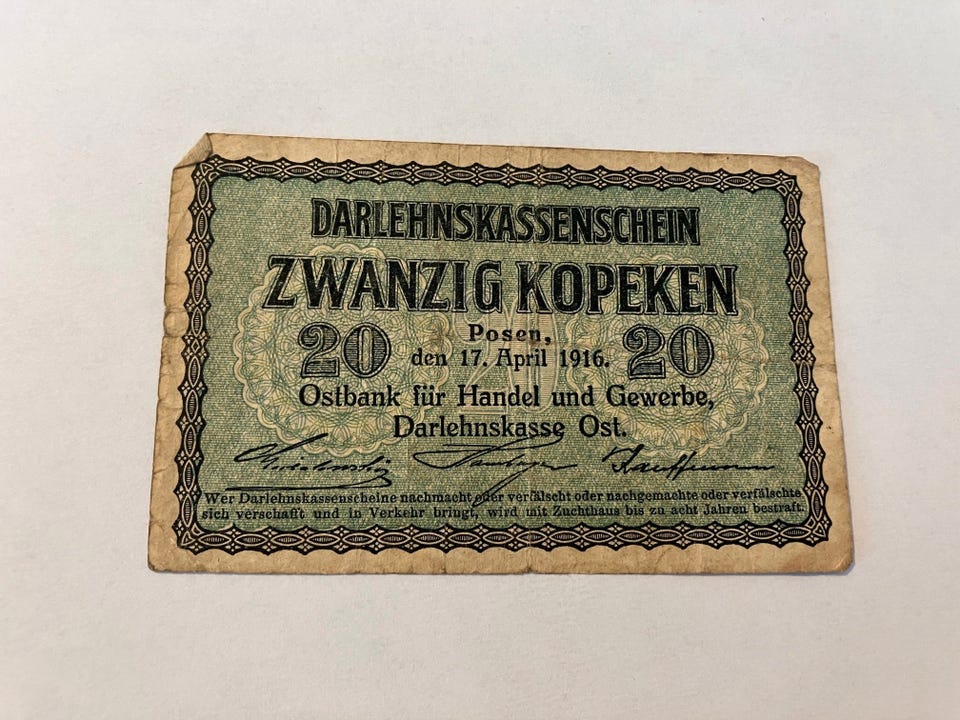 DARLEHNSKASSENSCHEIN
ZWANZIG KOPEKEN
20 Posen, 20
den 17. April 1916.
Ostbank für Handel und Gewerbe,
Darlehnskasse Ost.
Kauffmann
Wer Darlehnskassenscheine nachmacht oder verfälscht oder nachgemachte oder verfälschte
sich verschafft und in Verkehr bringt, wird mit Zuchthaus bis zu acht Jahren bestraft.